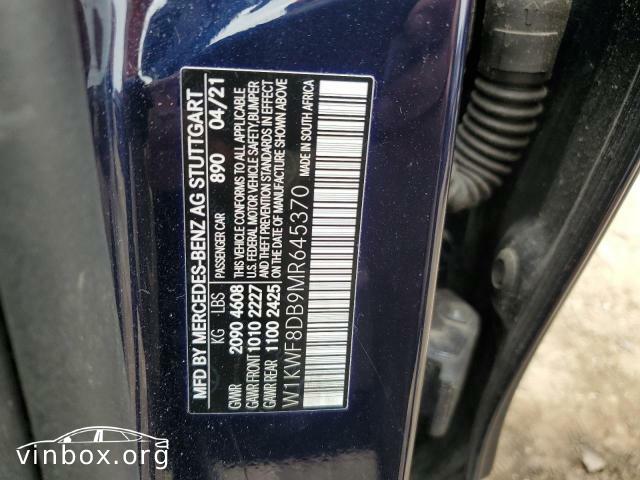 MFD BY MERCEDES-BENZ AG STUTTGART
PASSENGER CAR 890 04/21
KG LBS
GVWR 2090 4608
GAWR FRONT 1010 2227
GAWR REAR 1100 2425
THIS VEHICLE CONFORMS TO ALL APPLICABLE
U.S. FEDERAL MOTOR VEHICLE SAFETY,BUMPER
AND THEFT PREVENTION STANDARDS IN EFFECT
ON THE DATE OF MANUFACTURE SHOWN ABOVE
W1KWF8DB9MR645370 MADE IN SOUTH AFRICA
vinbox.org